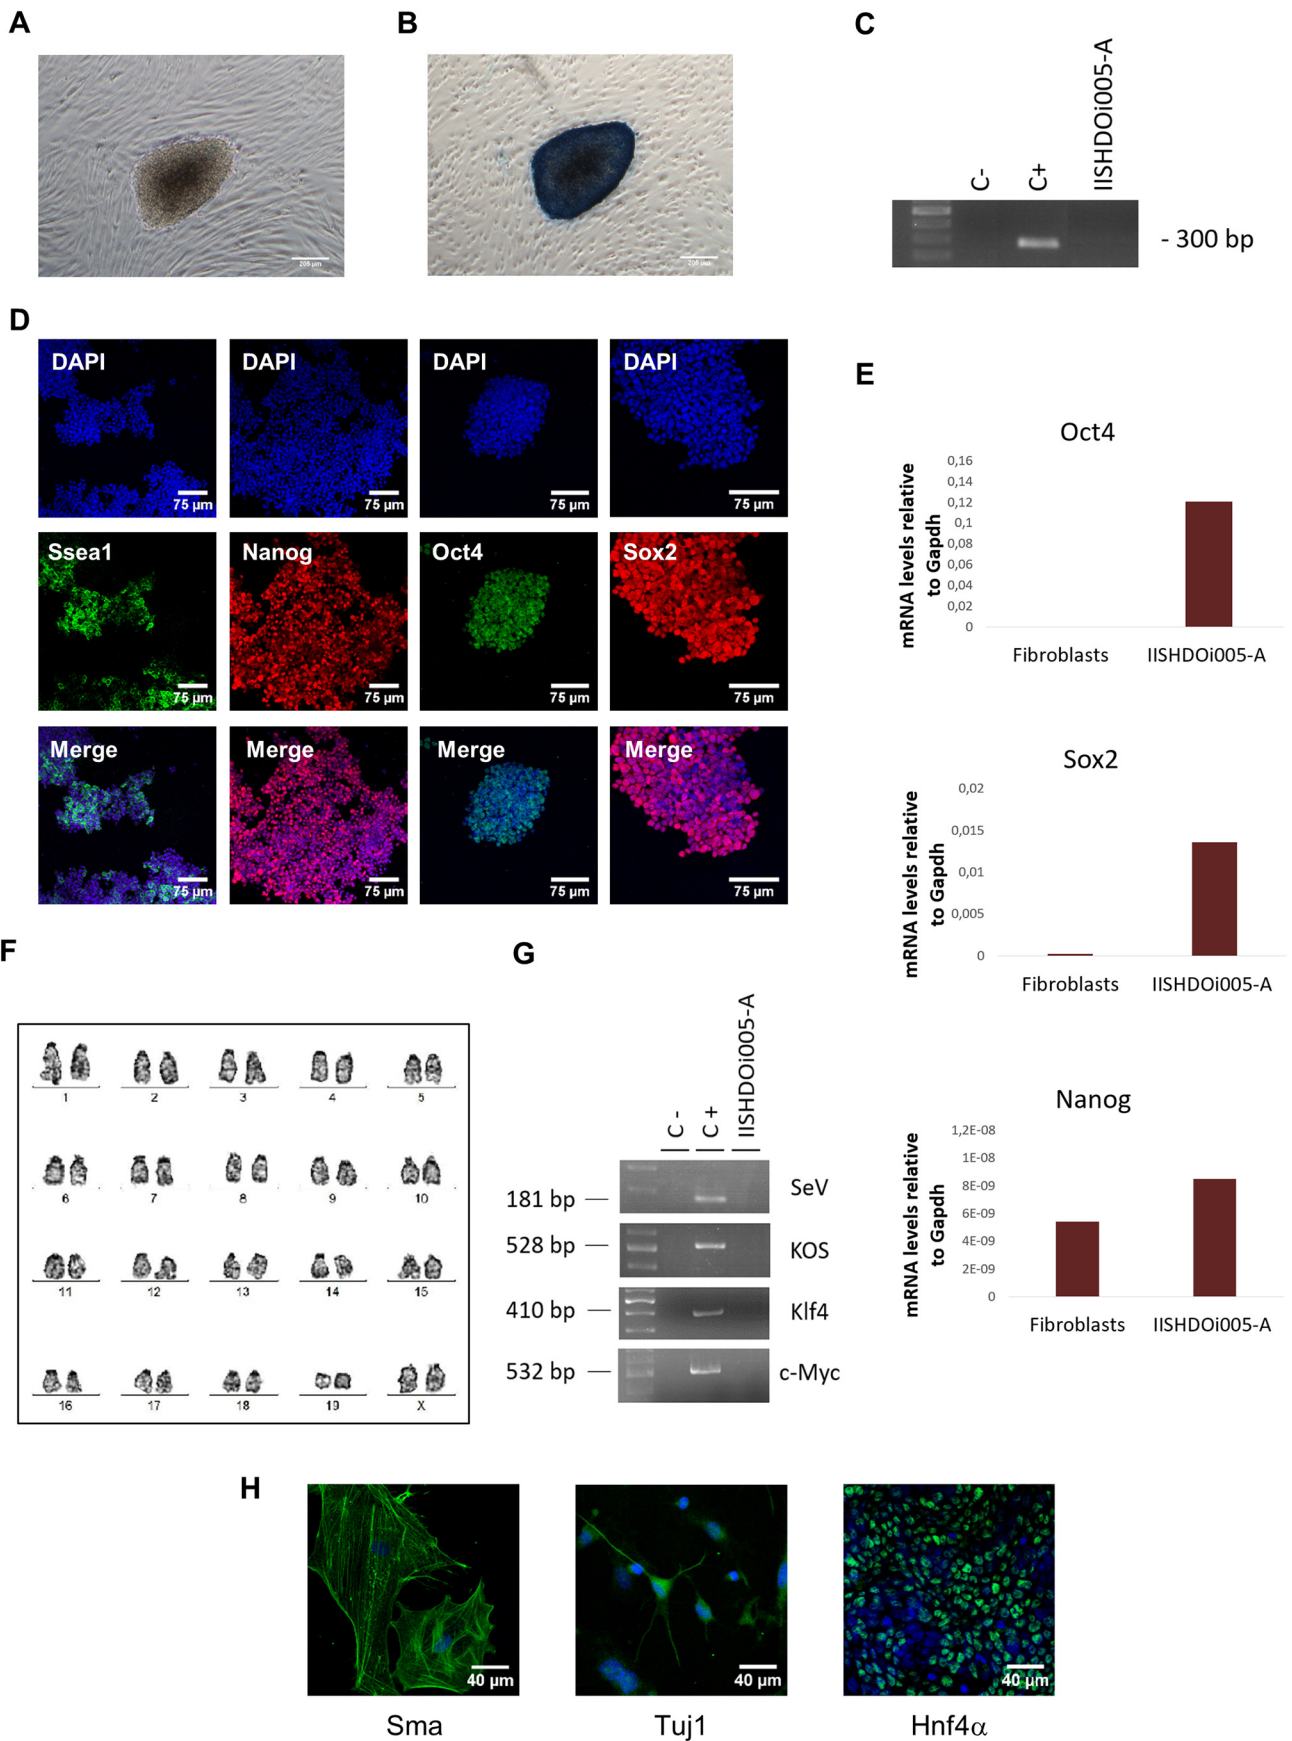 A
B
C
205 µm
205 µm
C-
C+
IISHDOi005-A
- 300 bp
D
DAPI
DAPI
DAPI
DAPI
75 µm
75 µm
75 µm
75 µm
Ssea1
Nanog
Oct4
Sox2
75 µm
75 µm
75 µm
75 µm
Merge
Merge
Merge
Merge
75 µm
75 µm
75 µm
75 µm
E
Oct4
mRNA levels relative
to Gapdh
0,16
0,14
0,12
0,1
0,08
0,06
0,04
0,02
0
Fibroblasts
IISHDOi005-A
Sox2
mRNA levels relative
to Gapdh
0,02
0,015
0,01
0,005
0
Fibroblasts
IISHDOi005-A
Nanog
mRNA levels relative
to Gapdh
1,2E-08
1E-08
8E-09
6E-09
4E-09
2E-09
0
Fibroblasts
IISHDOi005-A
F
1 2 3 4 5
6 7 8 9 10
11 12 13 14 15
16 17 18 19 X
G
C -
C +
IISHDOi005-A
181 bp
SeV
528 bp
KOS
410 bp
Klf4
532 bp
c-Myc
H
40 µm
40 µm
40 µm
Sma
Tuj1
Hnf4α